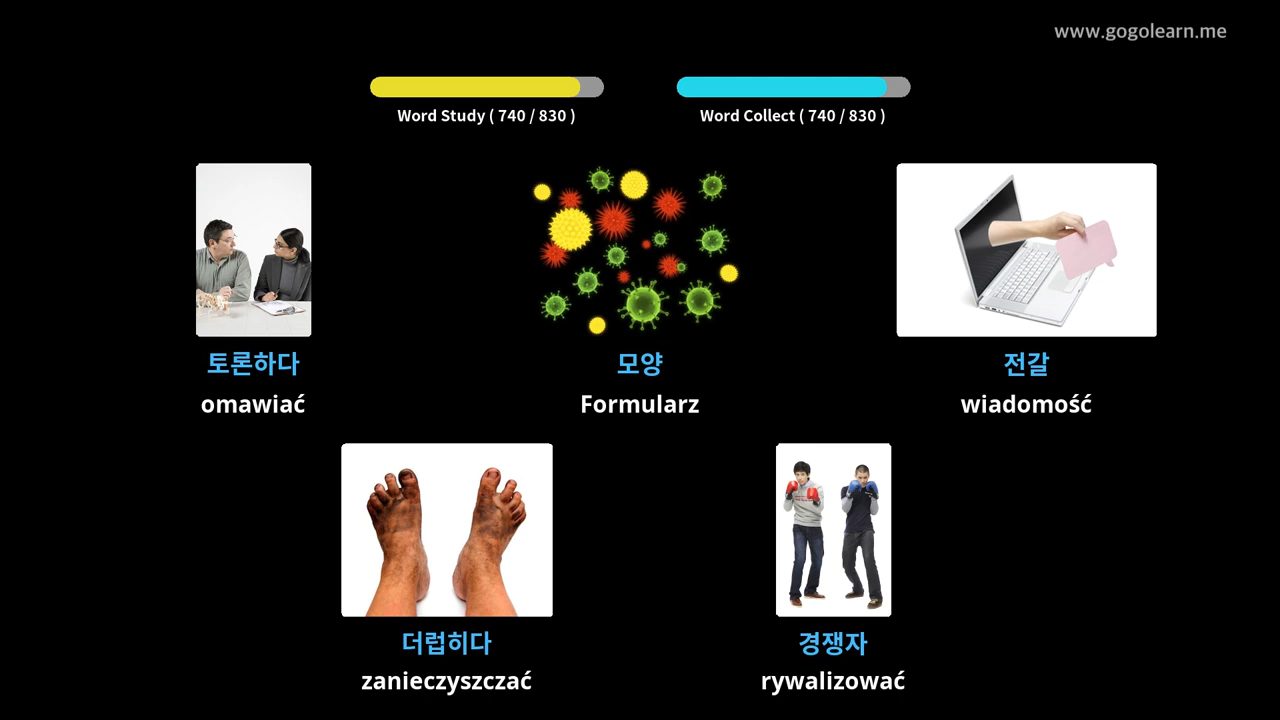 www.gogolearn.me
Word Study ( 740 / 830 )
Word Collect ( 740 / 830 )
토론하다
omawiać
모양
Formularz
전갈
wiadomość
더럽히다
zanieczyszczać
경쟁자
rywalizować